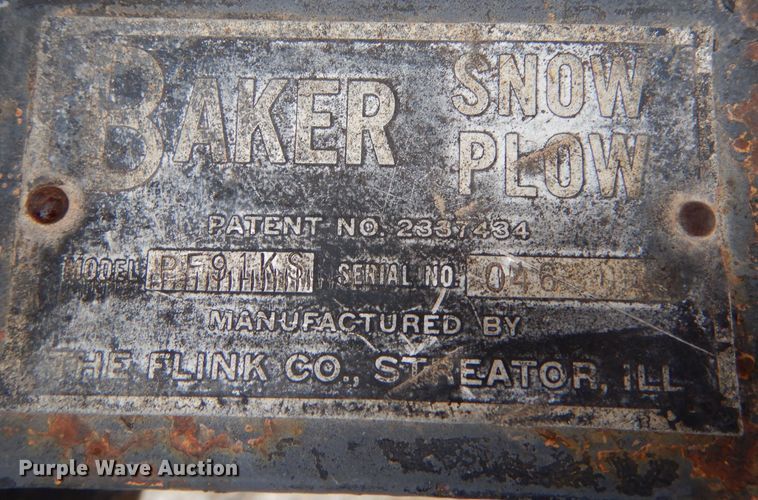 BAKER SNOW PLOW
PATENT NO. 2337434
MODEL SERIAL NO. 046
MANUFACTURED BY
THE FLINK CO., STREATOR, ILL
Purple Wave Auction